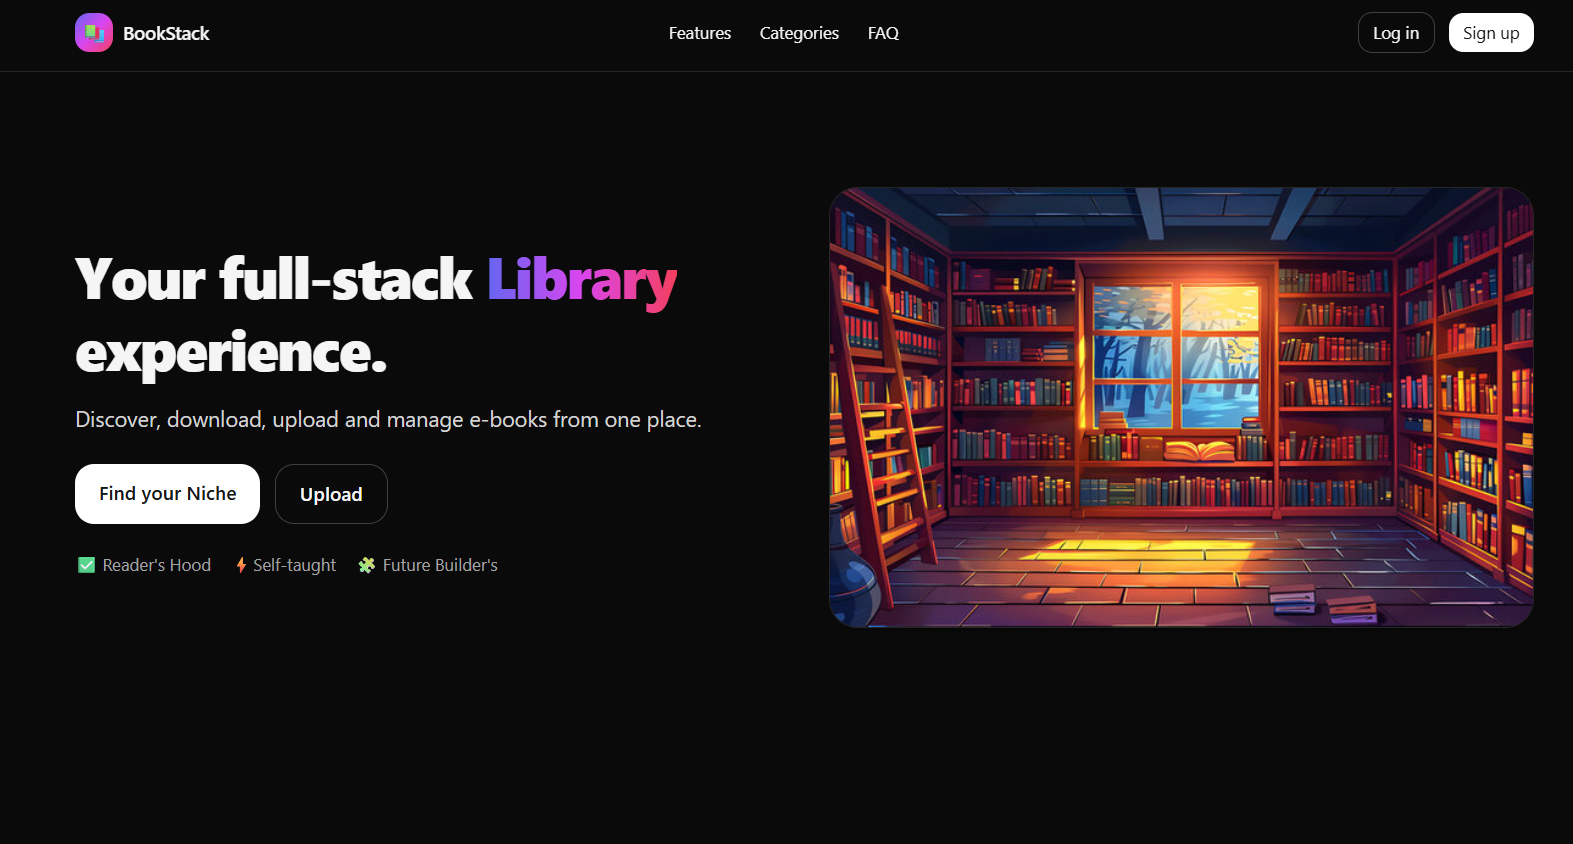 BookStack
Features
Categories
FAQ
Log in
Sign up
Your full-stack Library
experience.
Discover, download, upload and manage e-books from one place.
Find your Niche
Upload
✅ Reader's Hood
⚡ Self-taught
🧩 Future Builder's